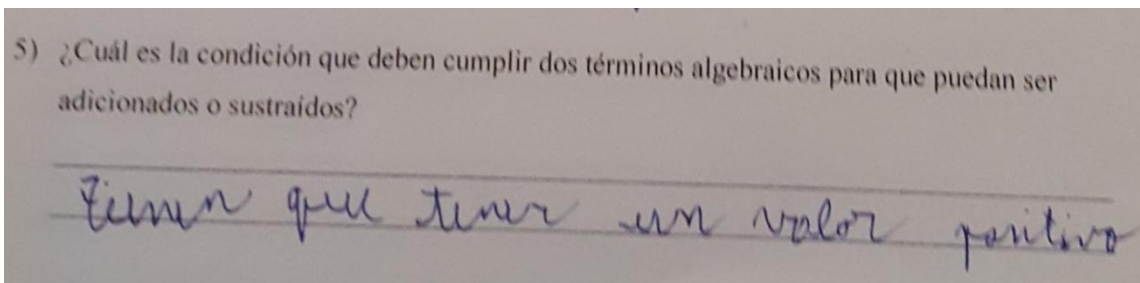 5) ¿Cuál es la condición que deben cumplir dos términos algebraicos para que puedan ser
adicionados o sustraídos?
tienen que tener un valor positivo